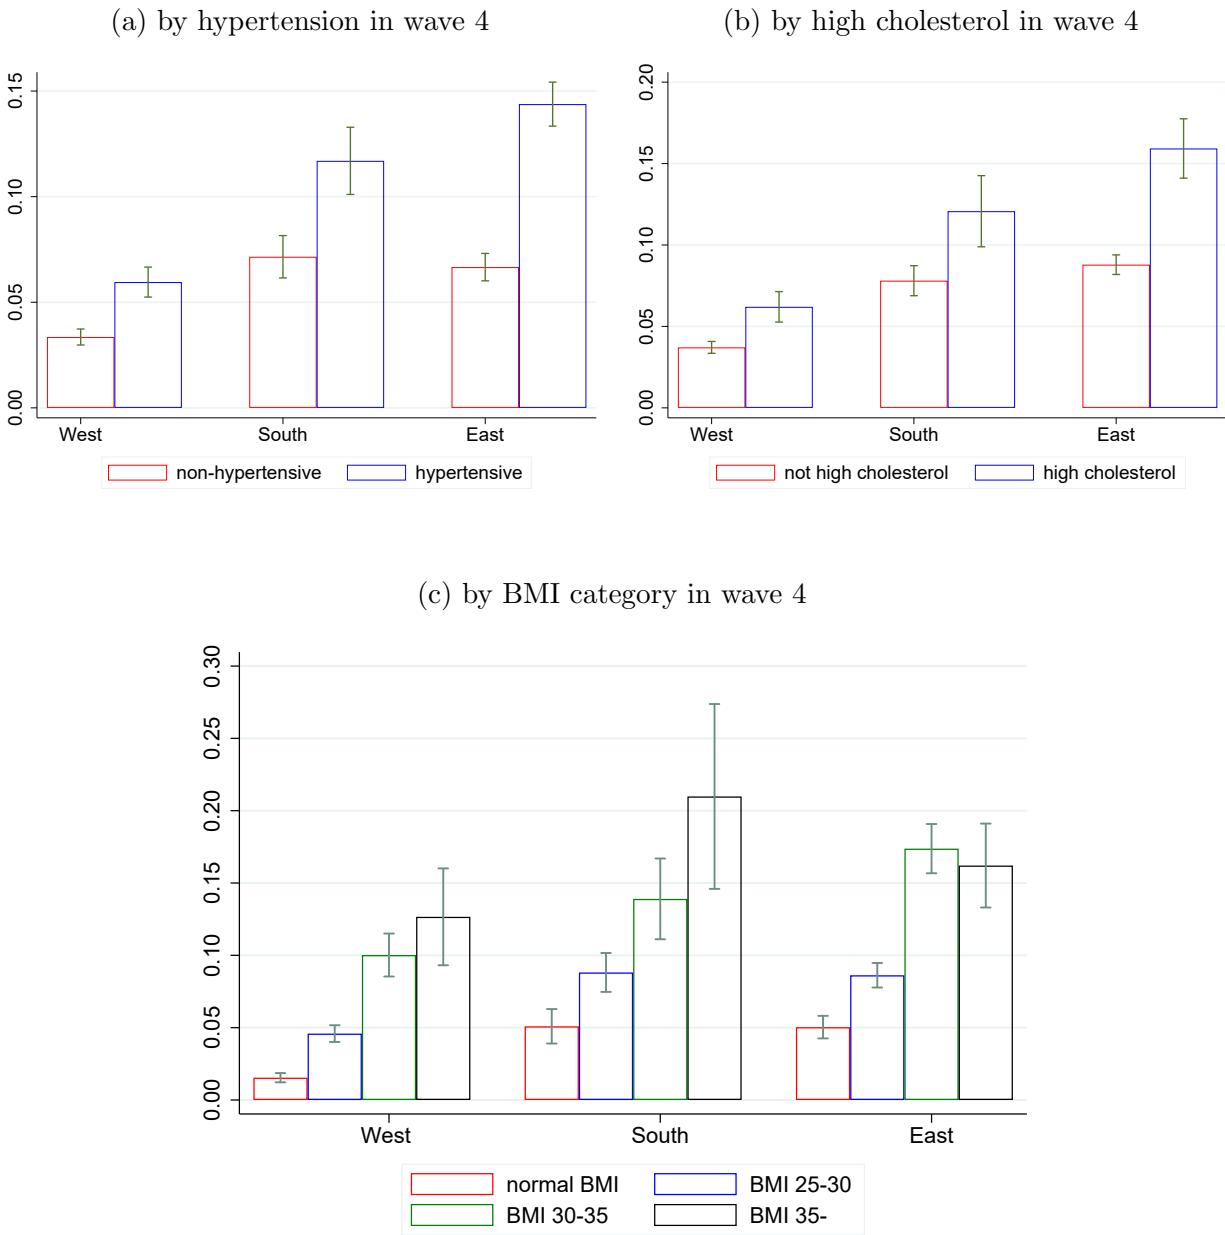 (a) by hypertension in wave 4
0.15
0.10
0.05
0.00
West South East
non-hypertensive hypertensive
(b) by high cholesterol in wave 4
0.20
0.15
0.10
0.05
0.00
West South East
not high cholesterol high cholesterol
(c) by BMI category in wave 4
0.30
0.25
0.20
0.15
0.10
0.05
0.00
West South East
normal BMI BMI 25-30
BMI 30-35 BMI 35-